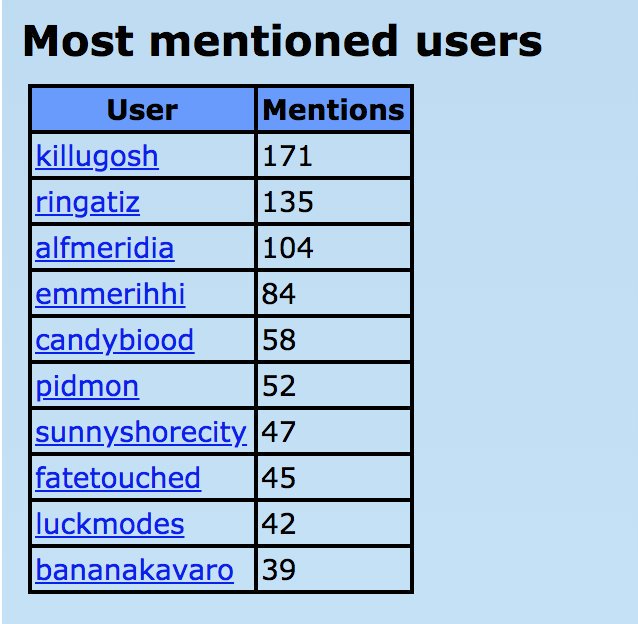 Most mentioned users
User Mentions
killugosh 171
ringatiz 135
alfmeridia 104
emmerihhi 84
candybiood 58
pidmon 52
sunnyshorecity 47
fatetouched 45
luckmodes 42
bananakavaro 39